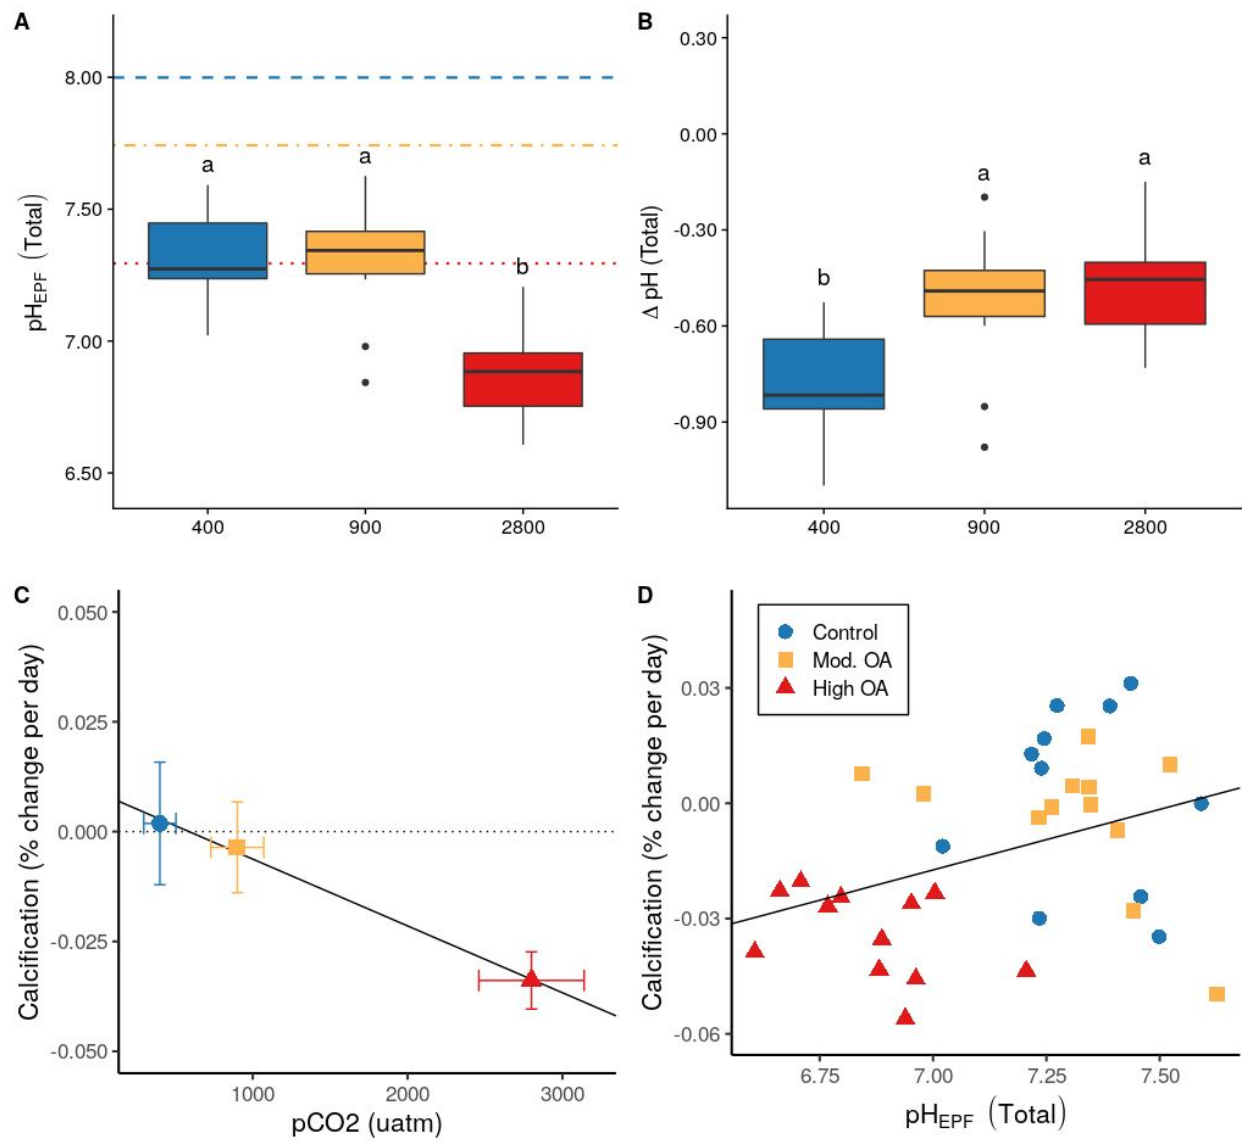 A
8.00
7.50
7.00
6.50
pH_EPF (Total)
a
a
b
400
900
2800
B
0.30
0.00
-0.30
-0.60
-0.90
Δ pH (Total)
b
a
a
400
900
2800
C
0.050
0.025
0.000
-0.025
-0.050
Calcification (% change per day)
1000
2000
3000
pCO2 (uatm)
D
Control
Mod. OA
High OA
0.03
0.00
-0.03
-0.06
Calcification (% change per day)
6.75
7.00
7.25
7.50
pH_EPF (Total)